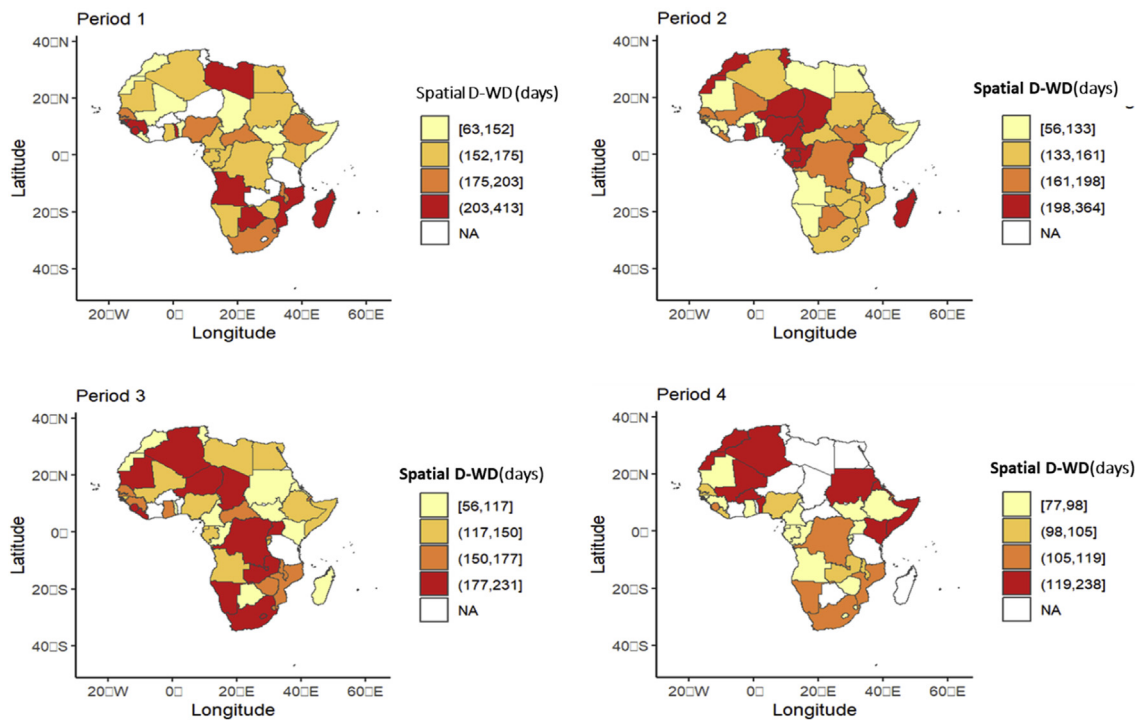 Period 1
40□N
20□N
0□
20□S
40□S
Latitude
20□W
0□
20□E
40□E
60□E
Longitude
Spatial D-WD(days)
[63,152]
(152,175]
(175,203]
(203,413]
NA
Period 2
40□N
20□N
0□
20□S
40□S
Latitude
20□W
0□
20□E
40□E
60□E
Longitude
Spatial D-WD(days)
[56,133]
(133,161]
(161,198]
(198,364]
NA
Period 3
40□N
20□N
0□
20□S
40□S
Latitude
20□W
0□
20□E
40□E
60□E
Longitude
Spatial D-WD(days)
[56,117]
(117,150]
(150,177]
(177,231]
NA
Period 4
40□N
20□N
0□
20□S
40□S
Latitude
20□W
0□
20□E
40□E
60□E
Longitude
Spatial D-WD(days)
[77,98]
(98,105]
(105,119]
(119,238]
NA